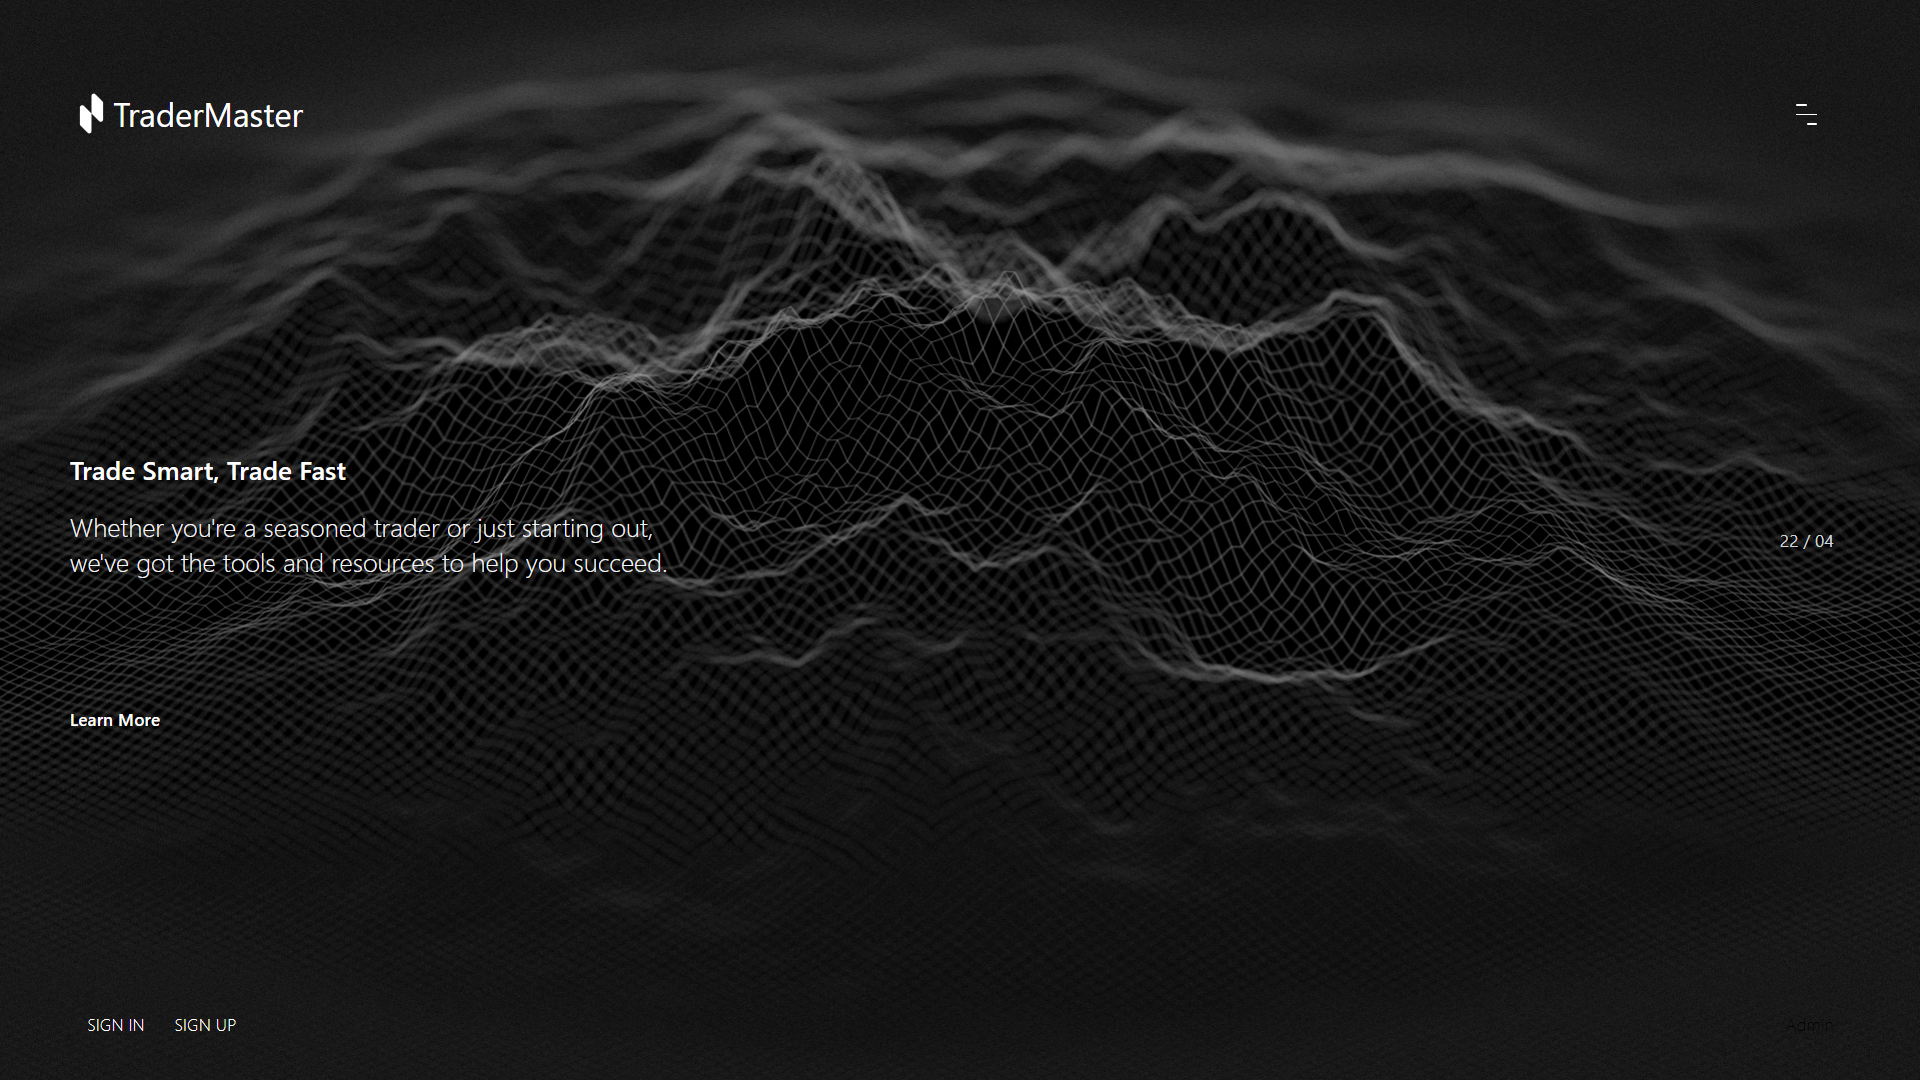 TraderMaster
Trade Smart, Trade Fast
Whether you're a seasoned trader or just starting out,
we've got the tools and resources to help you succeed.
22 / 04
Learn More
SIGN IN SIGN UP
Admin